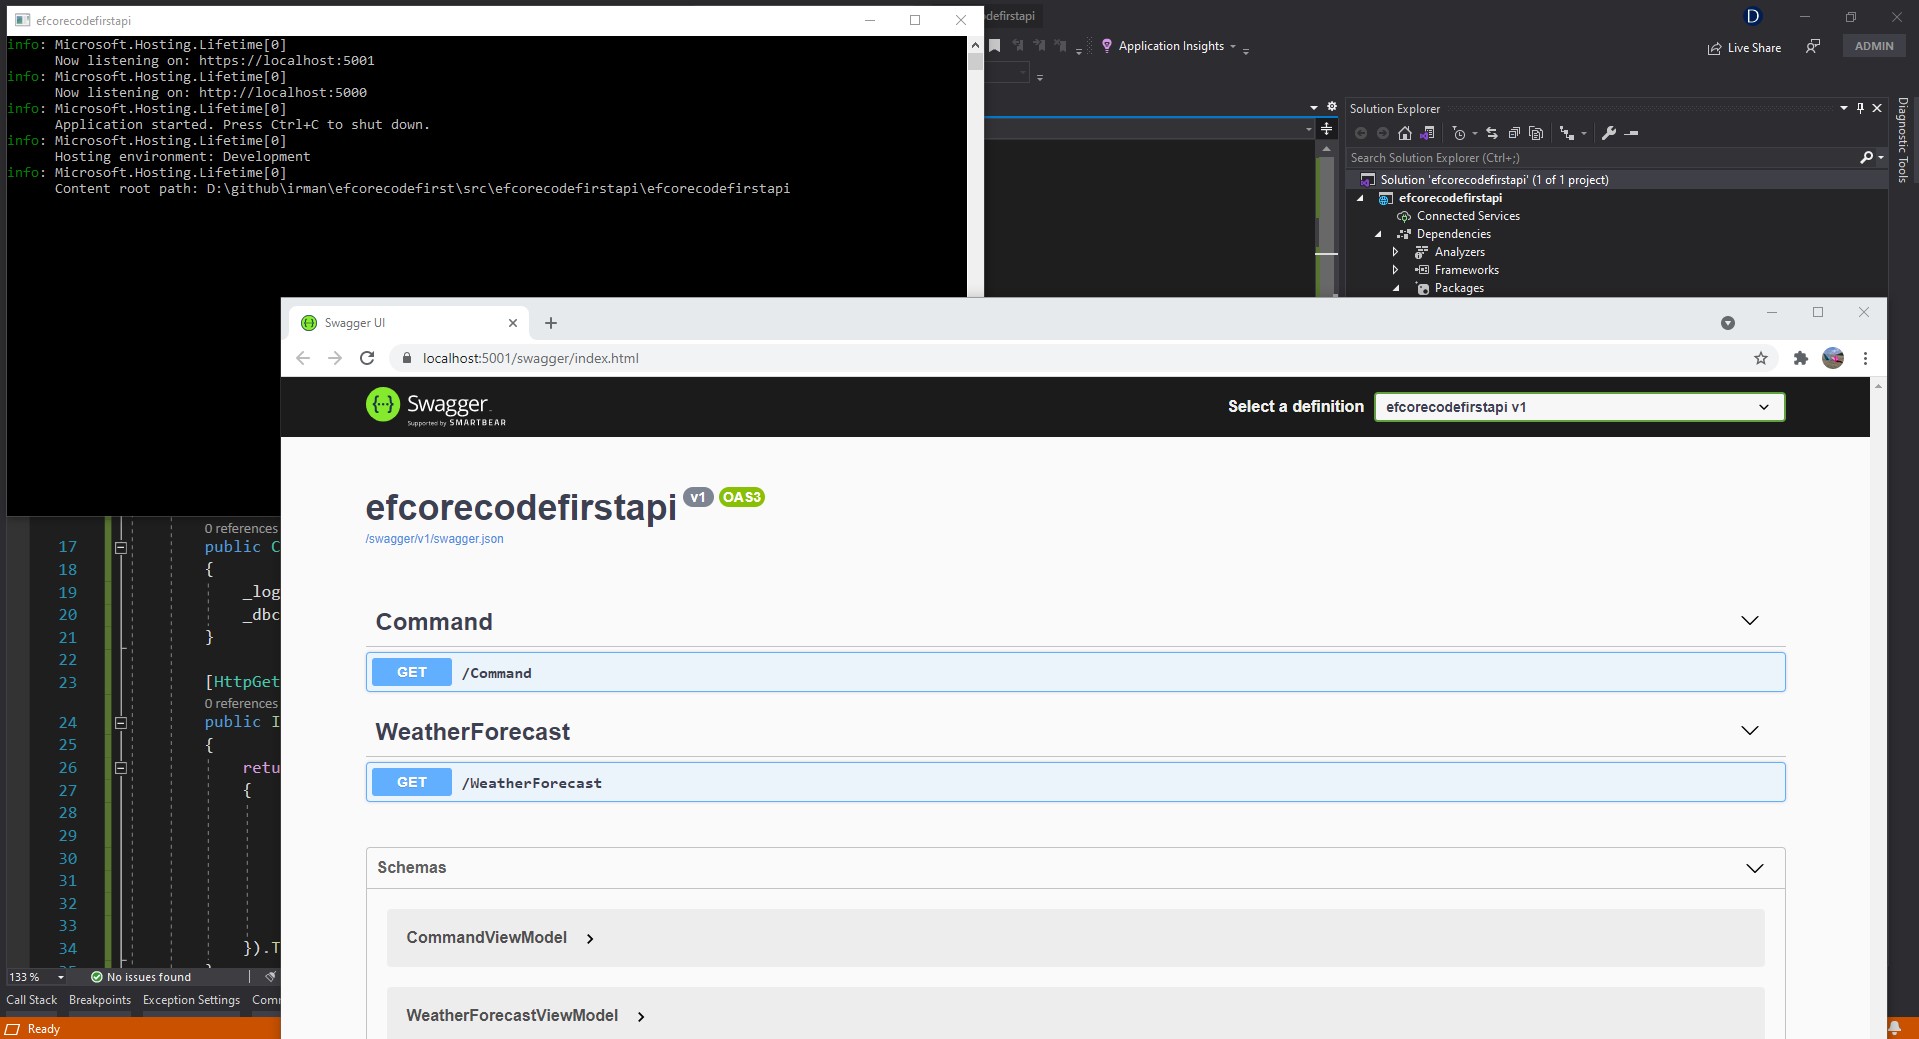 efcorecodefirstapi
info: Microsoft.Hosting.Lifetime[0]
Now listening on: https://localhost:5001
info: Microsoft.Hosting.Lifetime[0]
Now listening on: http://localhost:5000
info: Microsoft.Hosting.Lifetime[0]
Application started. Press Ctrl+C to shut down.
info: Microsoft.Hosting.Lifetime[0]
Hosting environment: Development
info: Microsoft.Hosting.Lifetime[0]
Content root path: D:\github\irman\efcorecodefirst\src\efcorecodefirstapi\efcorecodefirstapi
defirstapi
D
Application Insights
Live Share
ADMIN
Solution Explorer
Search Solution Explorer (Ctrl+;)
Solution 'efcorecodefirstapi' (1 of 1 project)
efcorecodefirstapi
Connected Services
Dependencies
Analyzers
Frameworks
Packages
Diagnostic Tools
Swagger UI
localhost:5001/swagger/index.html
Swagger
Supported by SMARTBEAR
Select a definition
efcorecodefirstapi v1
efcorecodefirstapi v1 OAS3
/swagger/v1/swagger.json
Command
GET /Command
WeatherForecast
GET /WeatherForecast
Schemas
CommandViewModel
WeatherForecastViewModel
0 references
17 public C
18 {
19 _log
20 _dbc
21 }
22
23 [HttpGet
0 references
24 public I
25 {
26 retu
27 {
28
29
30
31
32
33
34 }).T
133 %
No issues found
Call Stack
Breakpoints
Exception Settings
Comm
Ready